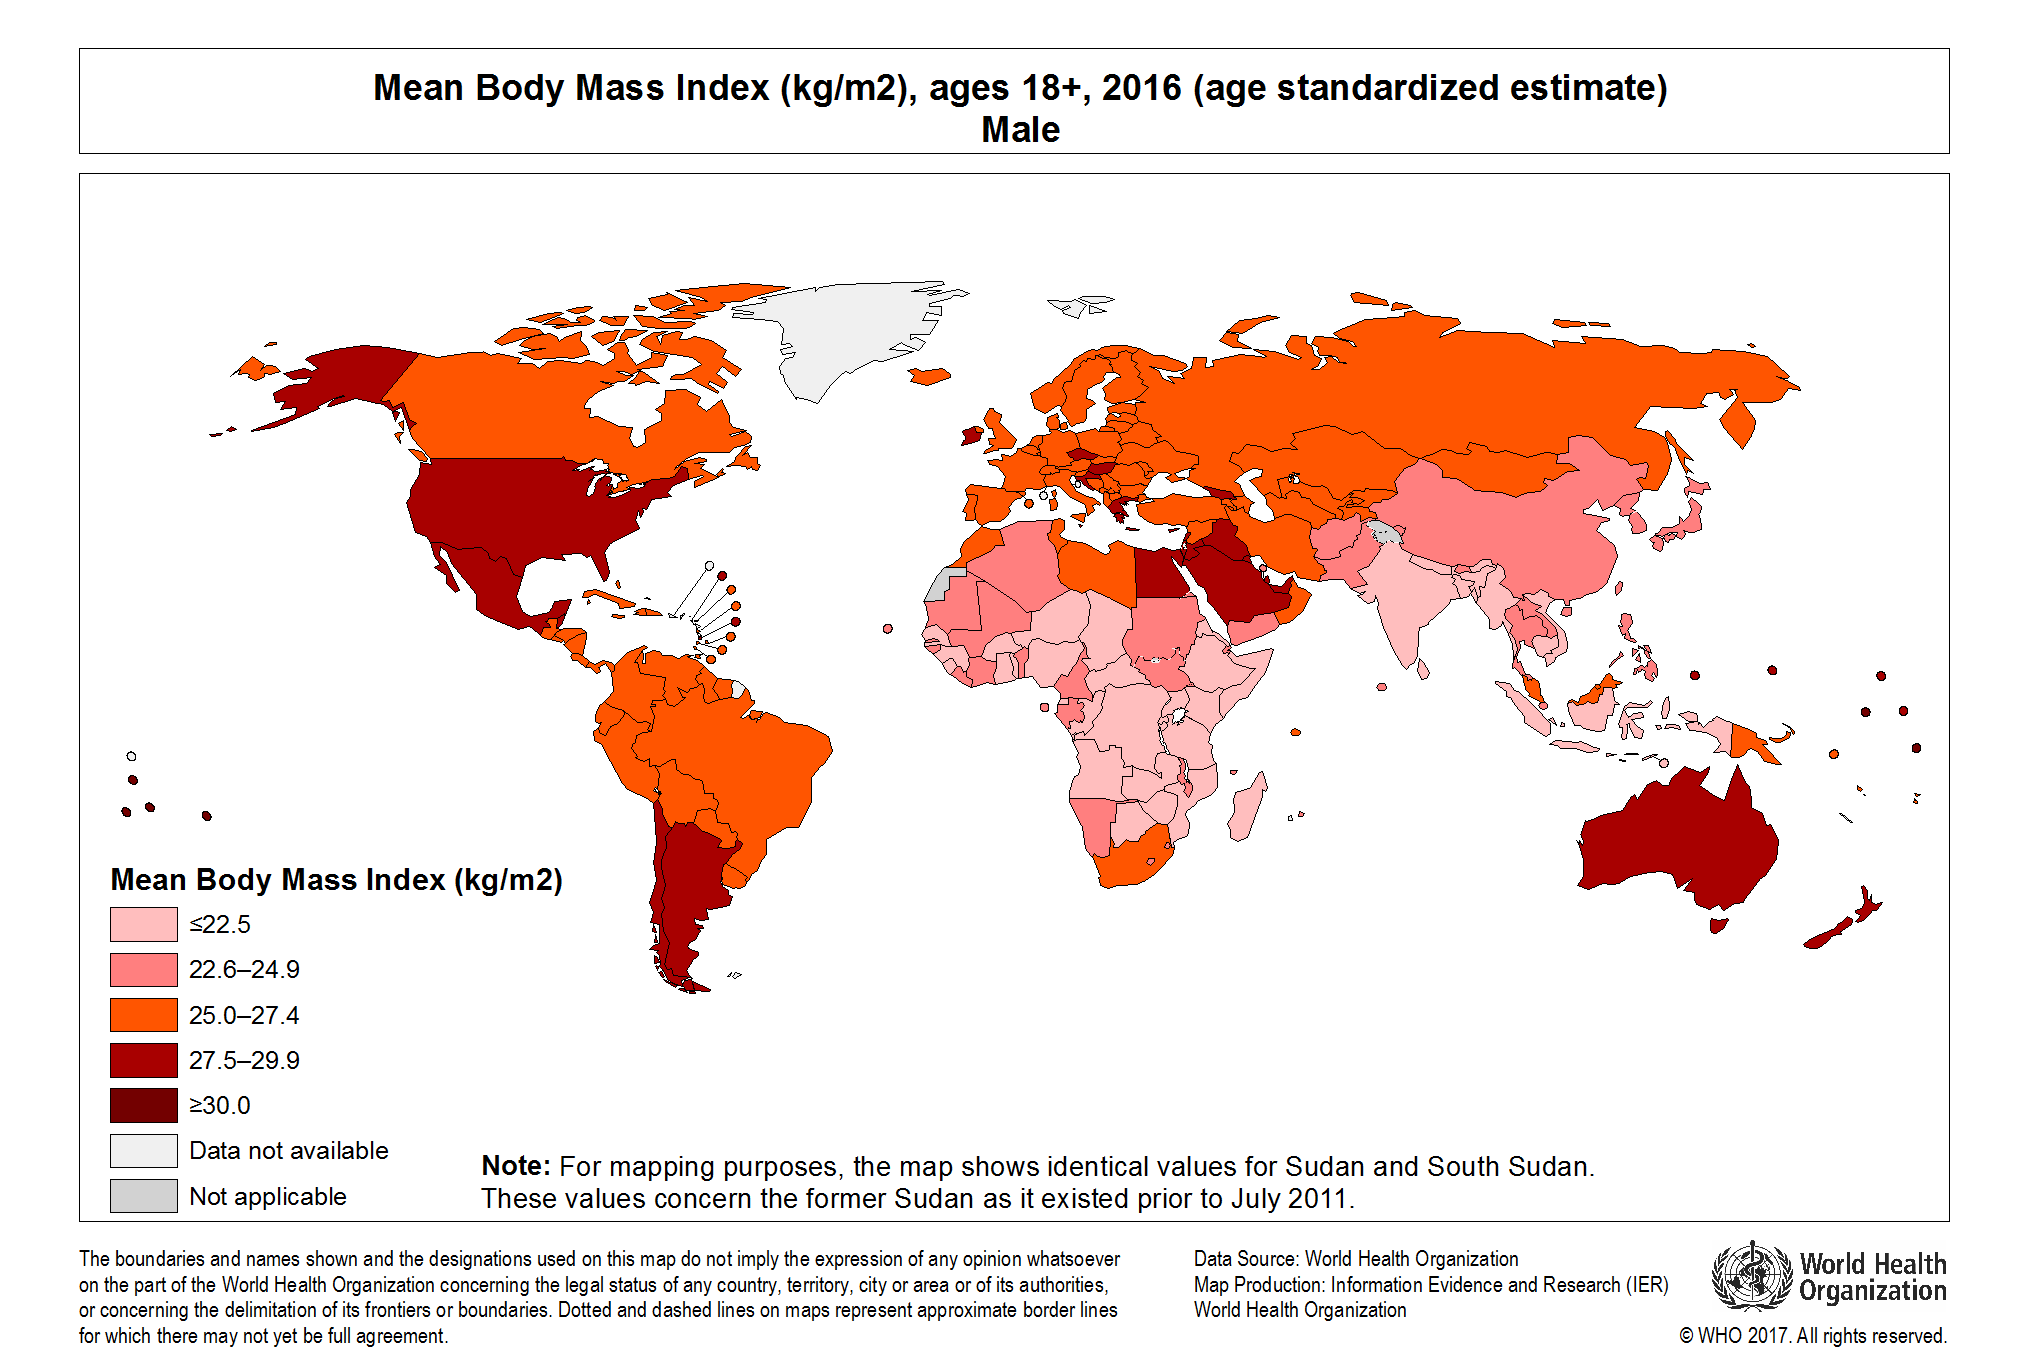 Mean Body Mass Index (kg/m2), ages 18+, 2016 (age standardized estimate)
Male
Mean Body Mass Index (kg/m2)
≤22.5
22.6–24.9
25.0–27.4
27.5–29.9
≥30.0
Data not available
Not applicable
Note: For mapping purposes, the map shows identical values for Sudan and South Sudan.
These values concern the former Sudan as it existed prior to July 2011.
The boundaries and names shown and the designations used on this map do not imply the expression of any opinion whatsoever
on the part of the World Health Organization concerning the legal status of any country, territory, city or area or of its authorities,
or concerning the delimitation of its frontiers or boundaries. Dotted and dashed lines on maps represent approximate border lines
for which there may not yet be full agreement.
Data Source: World Health Organization
Map Production: Information Evidence and Research (IER)
World Health Organization
World Health
Organization
© WHO 2017. All rights reserved.